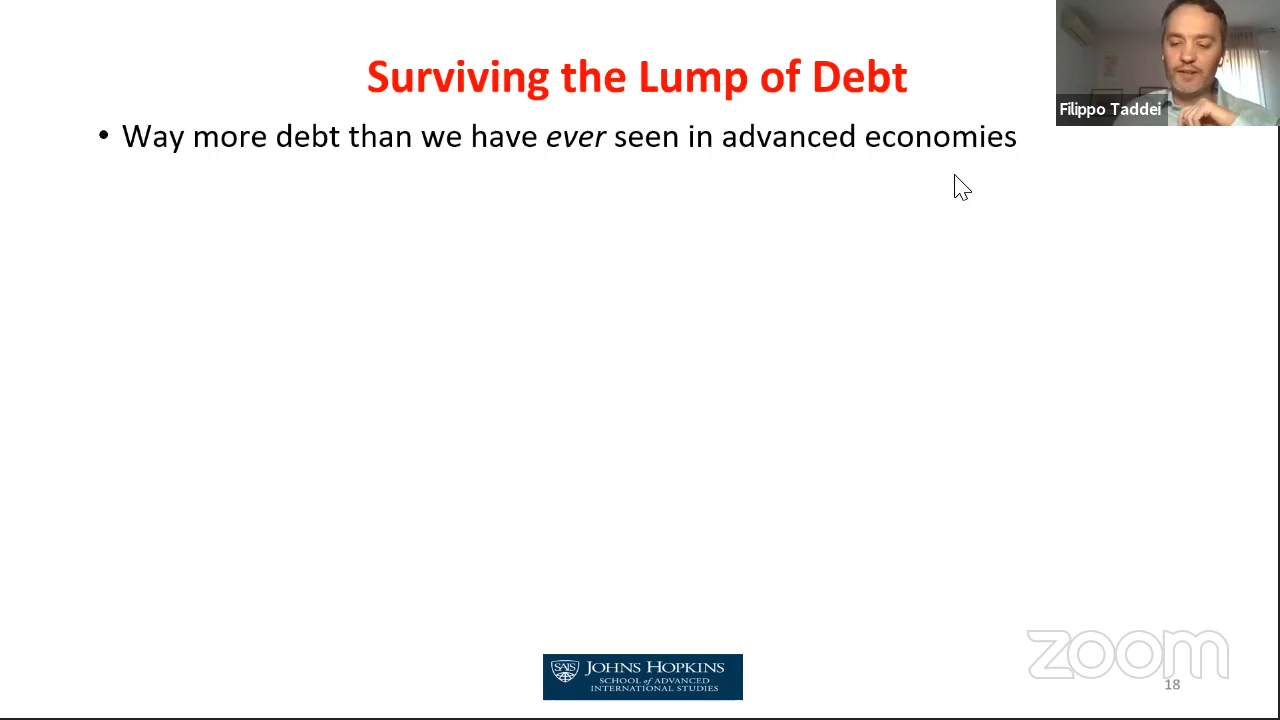 Surviving the Lump of Debt
• Way more debt than we have ever seen in advanced economies
Filippo Taddei
SAIS
JOHNS HOPKINS
SCHOOL of ADVANCED
INTERNATIONAL STUDIES
zoom
18